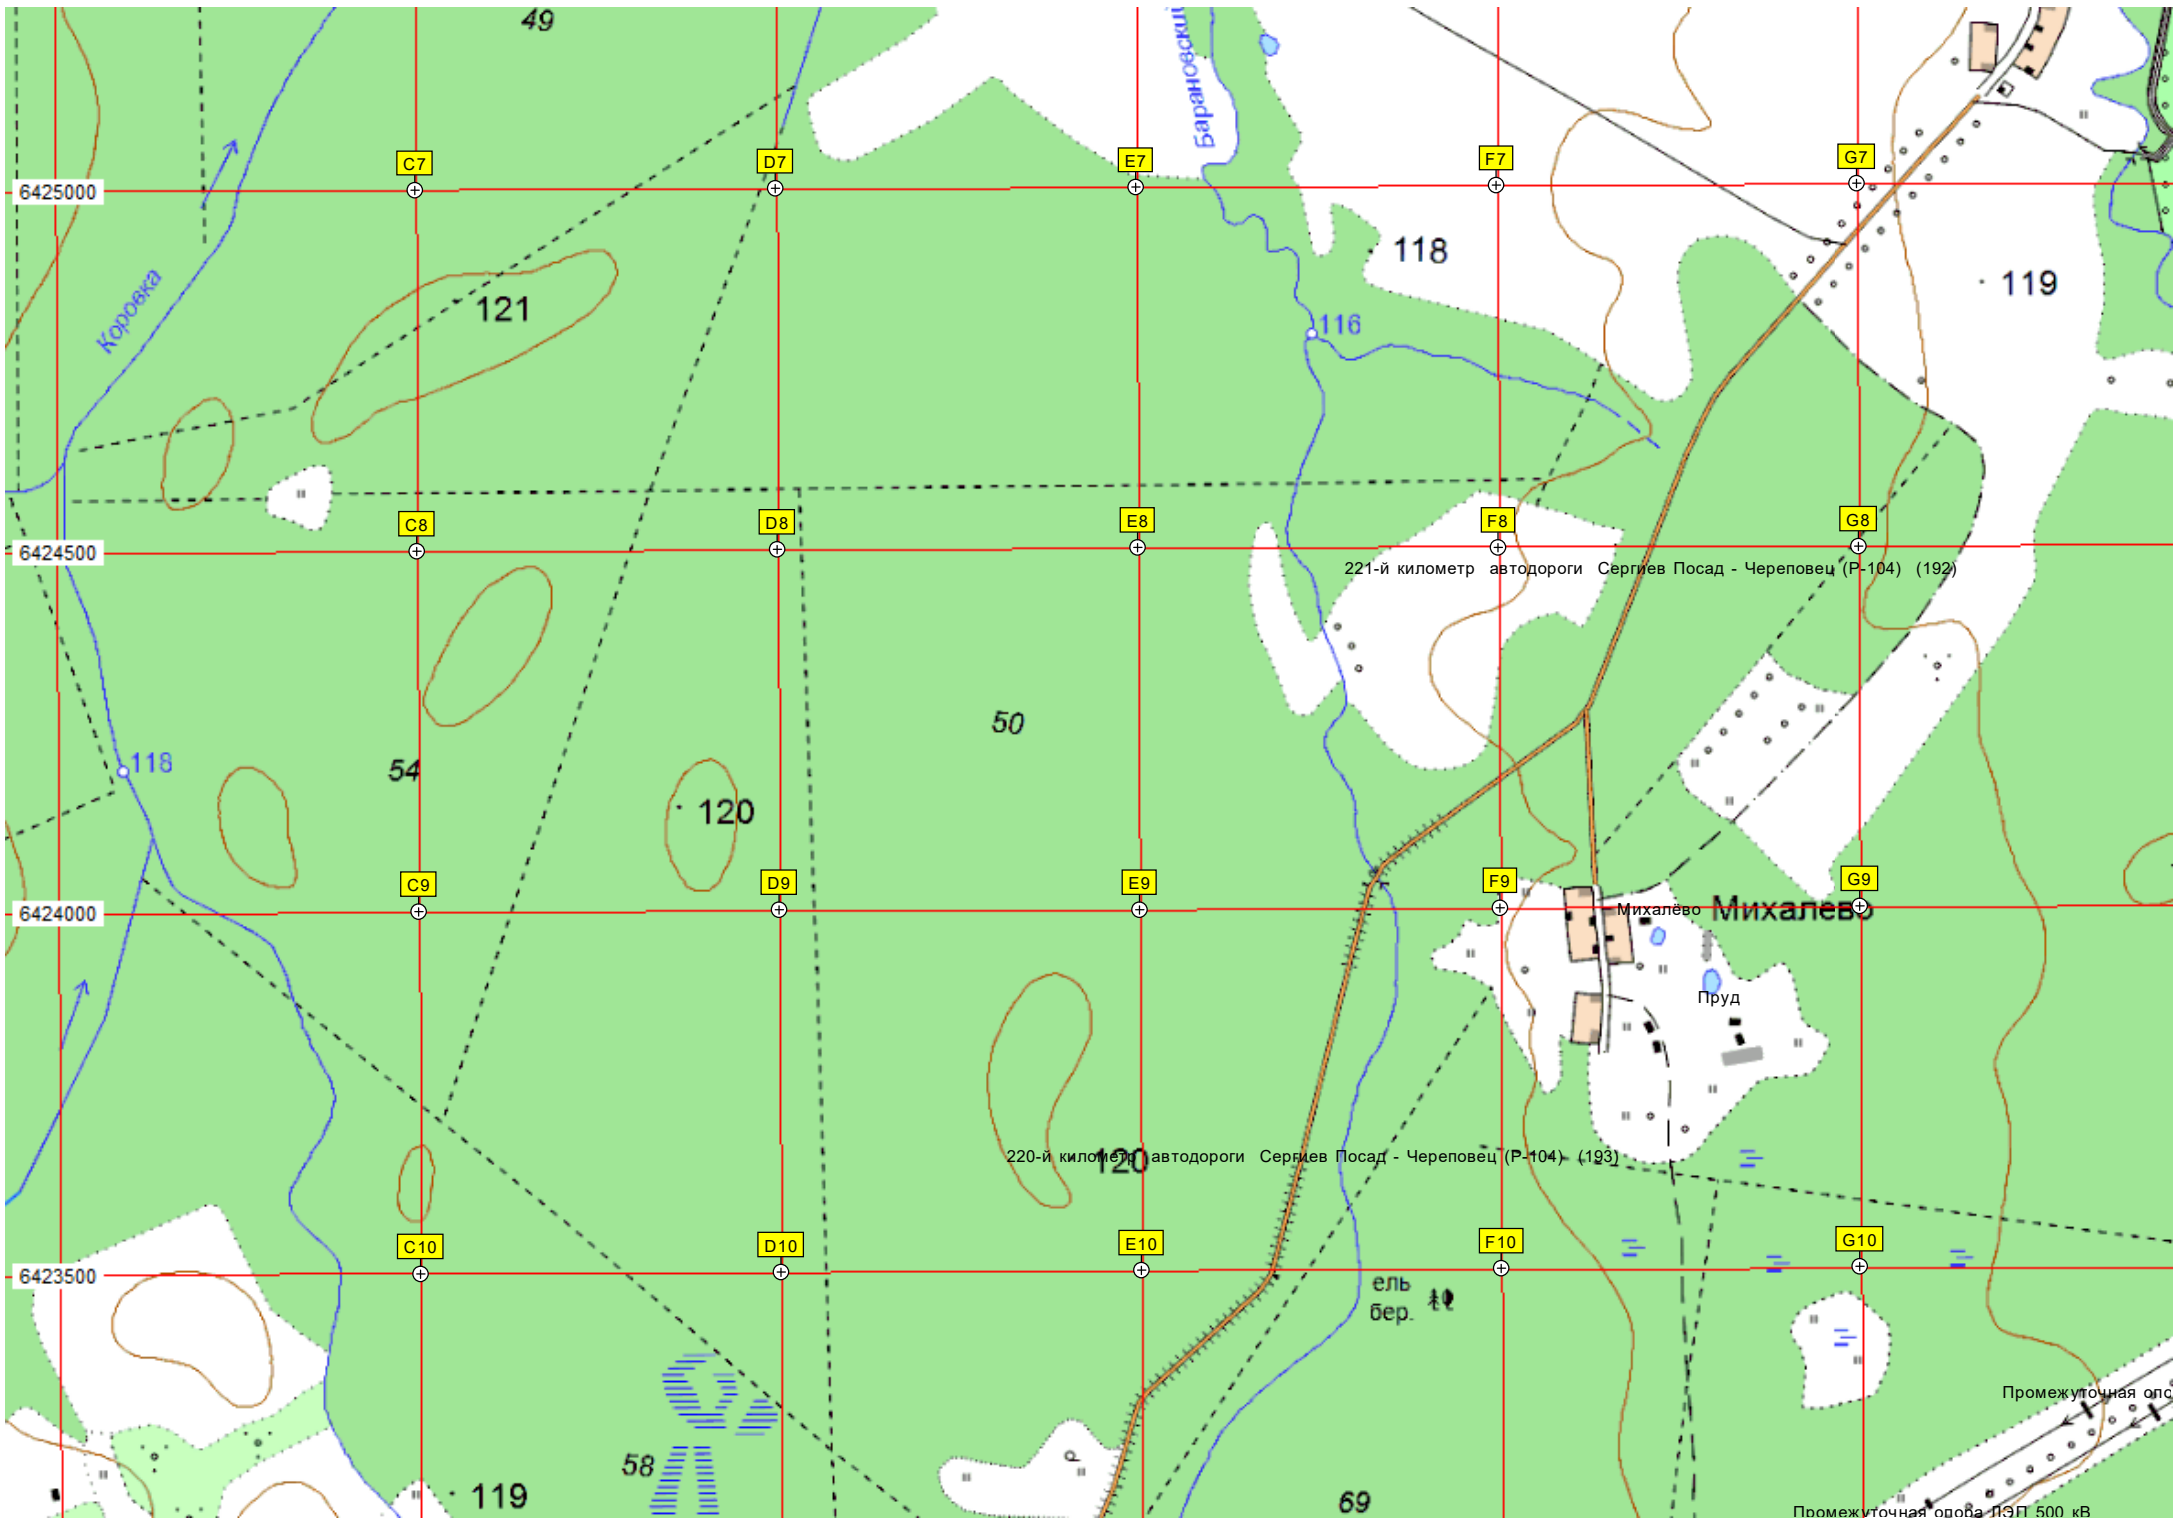 49
Барановский
C7
D7
E7
F7
G7
6425000
118
119
Коровка
121
116
C8
D8
E8
F8
G8
6424500
221-й километр автодороги Сергиев Посад - Череповец (Р-104) (192)
50
118
54
120
C9
D9
E9
F9
G9
6424000
Михалёво
Михалево
Пруд
120
220-й километр автодороги Сергиев Посад - Череповец (Р-104) (193)
C10
D10
E10
F10
G10
6423500
ель
бер.
Промежуточная опо
58
р
119
69
Промежуточная опора ЛЭП 500 кВ